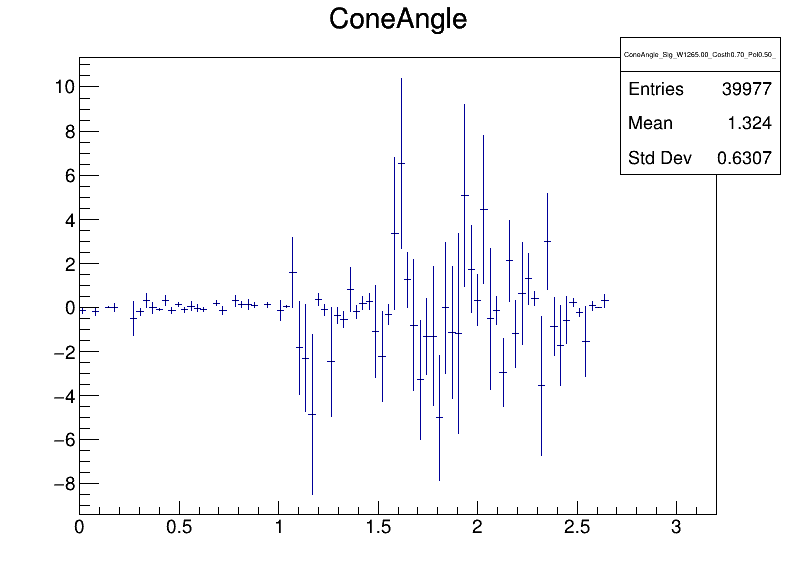 ConeAngle
ConeAngle_Sig_W1265.00_Costh0.70_Pol0.50_
Entries 39977
Mean 1.324
Std Dev 0.6307
10
8
6
4
2
0
−2
−4
−6
−8
0 0.5 1 1.5 2 2.5 3